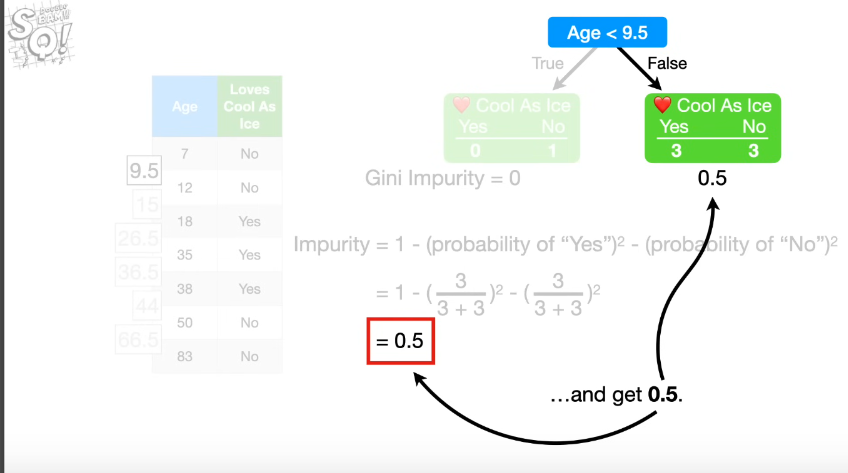 SQ!
DOUBLE BAM!!!
Age < 9.5
True
False
Age
Loves Cool As Ice
7 No
12 No
18 Yes
35 Yes
38 Yes
50 No
83 No
9.5
15
26.5
36.5
44
66.5
❤️ Cool As Ice
Yes No
0 1
Gini Impurity = 0
❤️ Cool As Ice
Yes No
3 3
0.5
Impurity = 1 - (probability of “Yes”)² - (probability of “No”)²
= 1 - (3 / 3 + 3)² - (3 / 3 + 3)²
= 0.5
…and get 0.5.